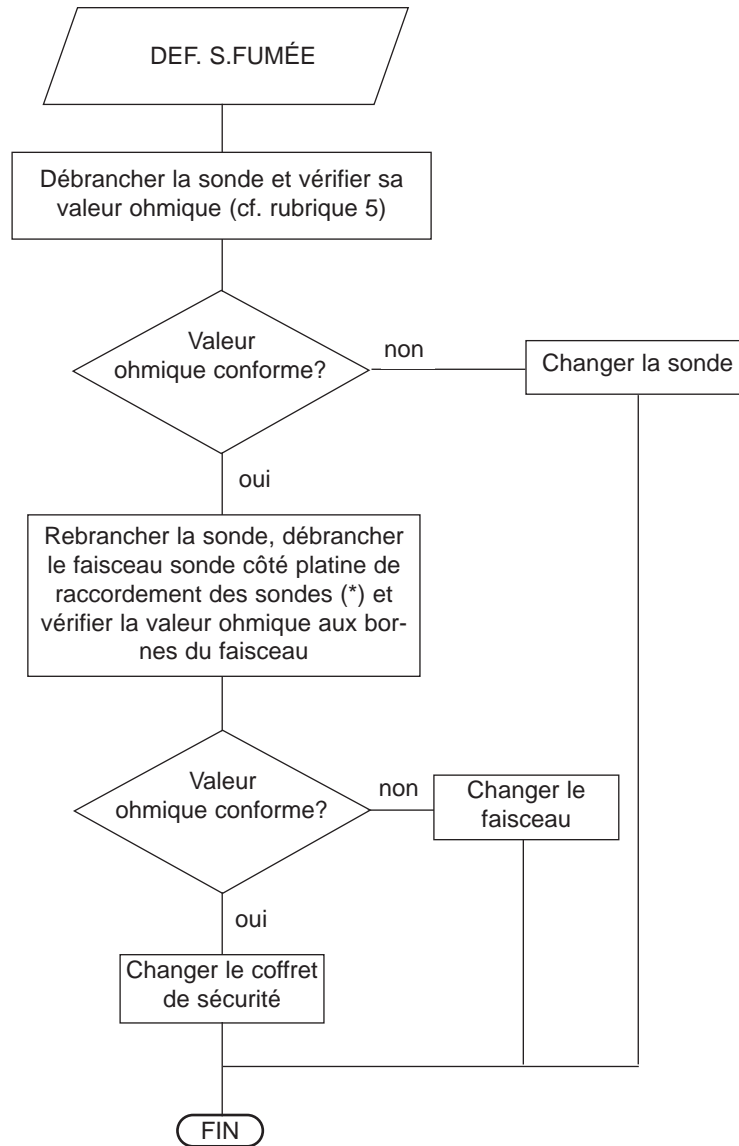 DEF. S.FUMÉE
Débrancher la sonde et vérifier sa
valeur ohmique (cf. rubrique 5)
Valeur
ohmique conforme?
non
Changer la sonde
oui
Rebrancher la sonde, débrancher
le faisceau sonde côté platine de
raccordement des sondes (*) et
vérifier la valeur ohmique aux bor-
nes du faisceau
Valeur
ohmique conforme?
non
Changer le
faisceau
oui
Changer le coffret
de sécurité
FIN